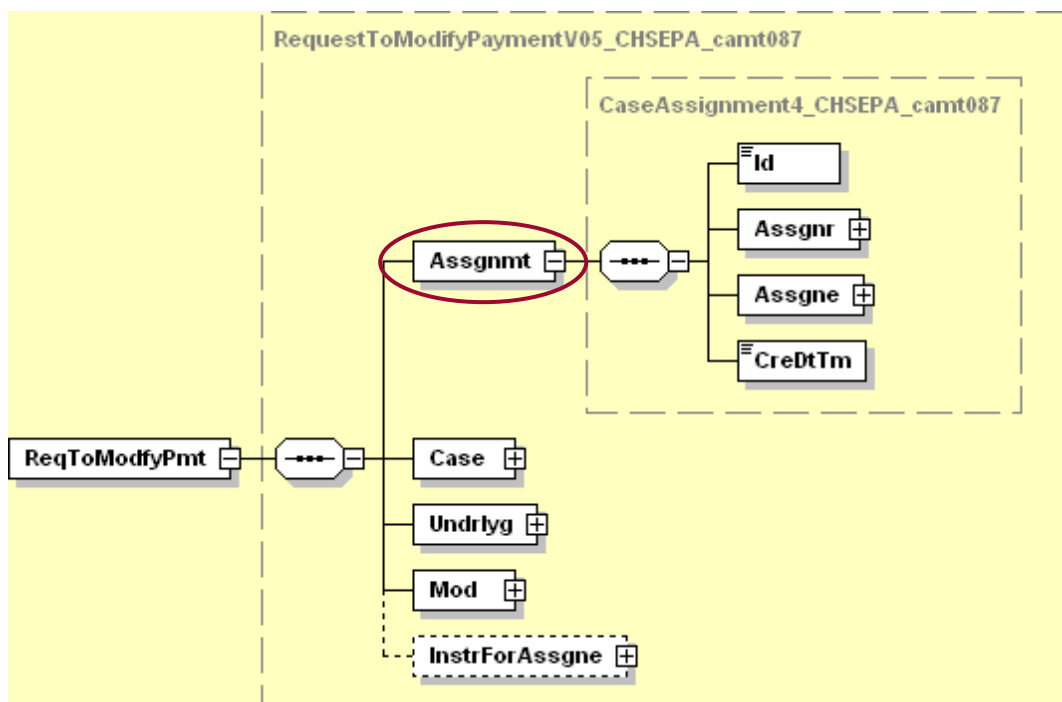 RequestToModifyPaymentV05_CHSEPA_camt087
CaseAssignment4_CHSEPA_camt087
Id
Assgnr
Assgnmt
Assgne
CreDtTm
ReqToModfyPmt
Case
Undrlyg
Mod
InstrForAssgne